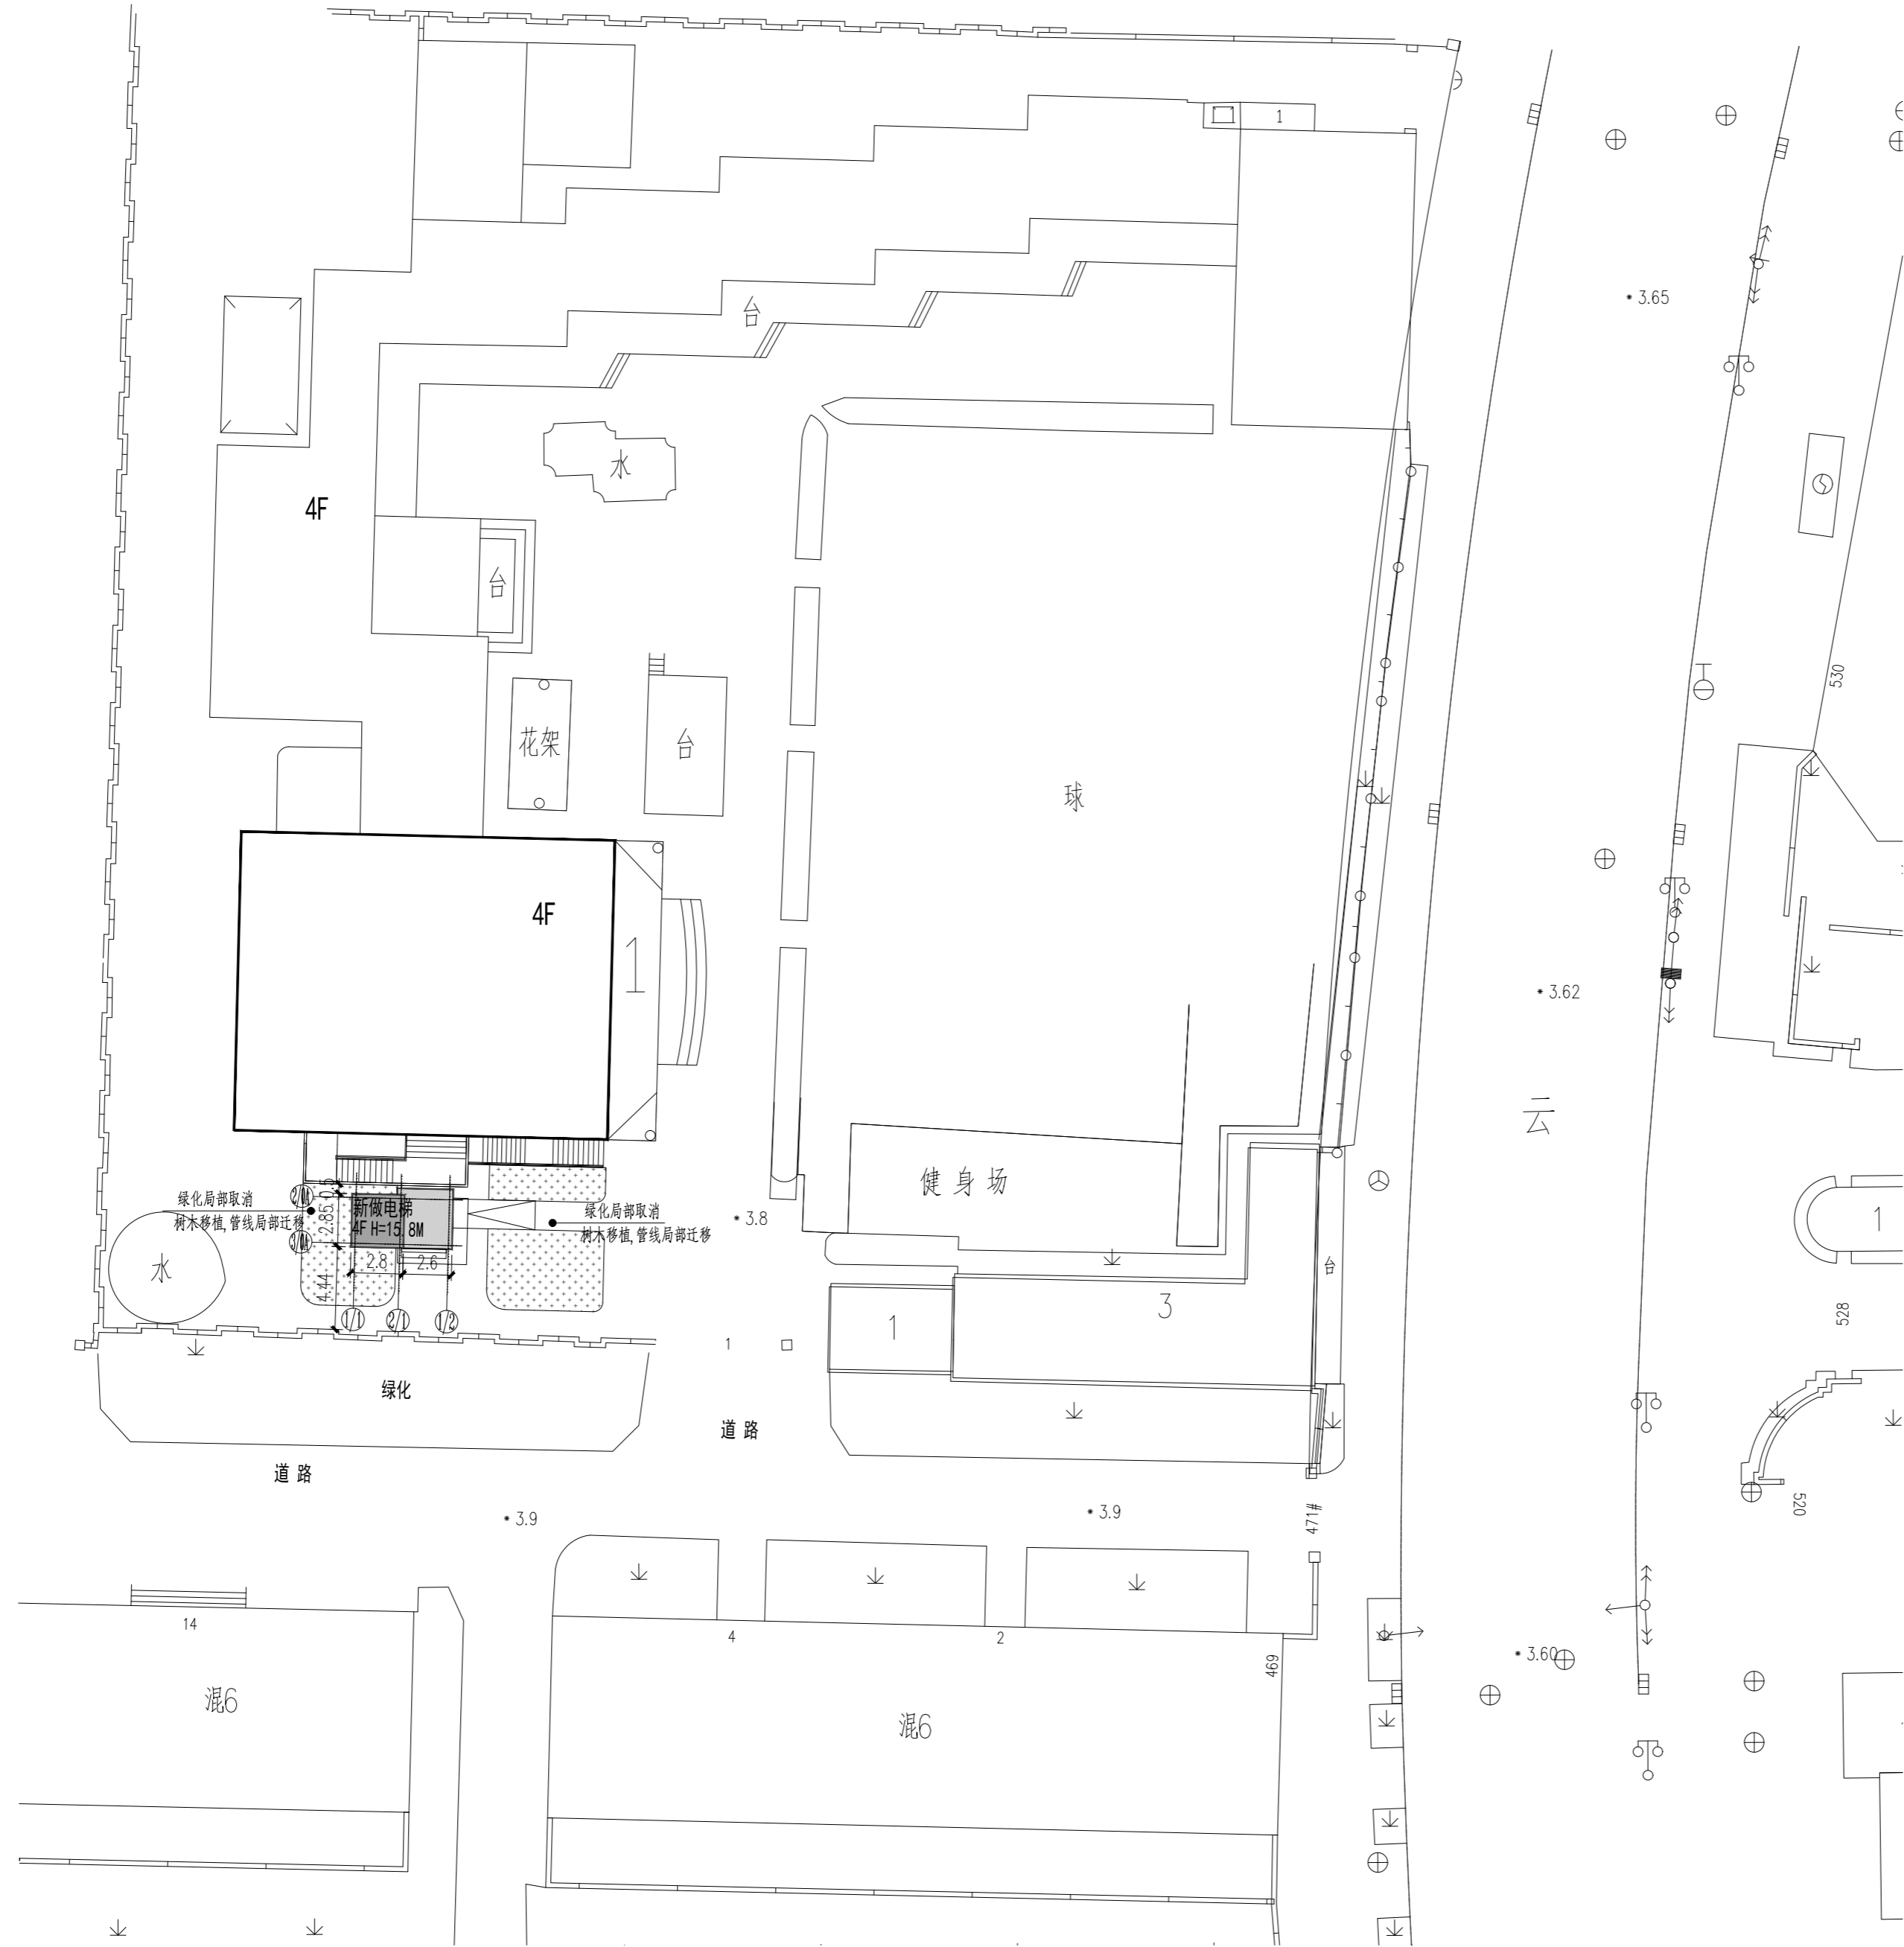 1
3.65
台
水
4F
台
530
花架
台
球
4F
1
3.62
云
健身场
绿化局部取消
树木移植,管线局部迁移
新做电梯
4F H=15.8M
0.5
2.85
4.44
2.8
2.6
1/1
2/1
1/2
绿化局部取消
树木移植,管线局部迁移
3.8
水
台
1
3
1
528
1
绿化
道路
道路
3.9
3.9
471#
520
14
4
2
469
3.60
混6
混6